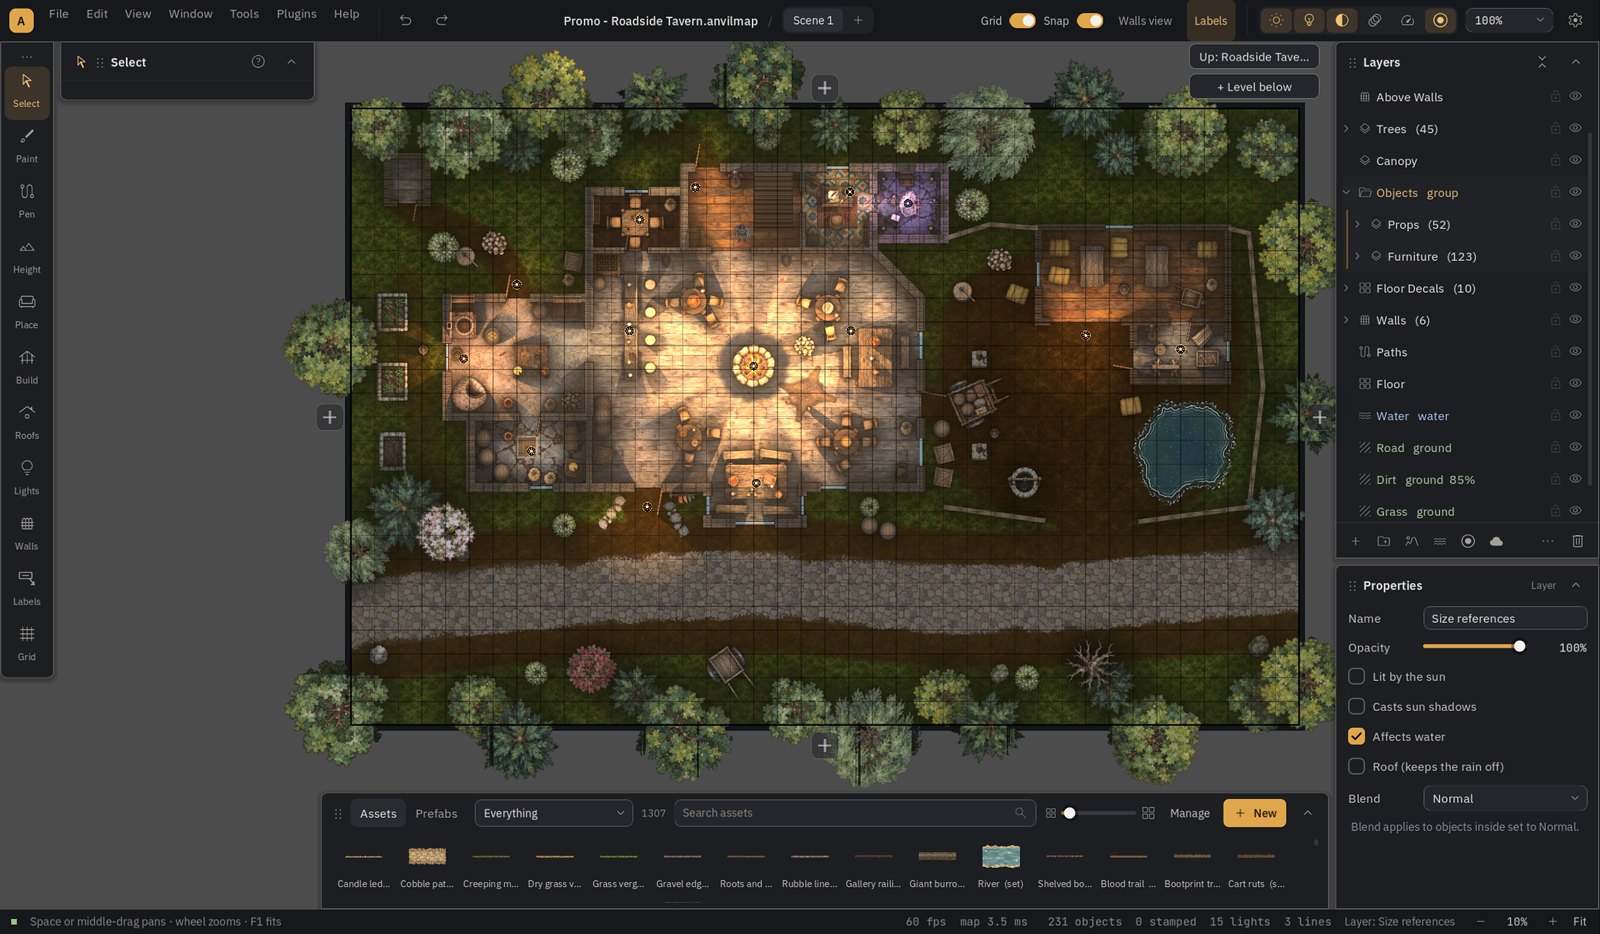 A File Edit View Window Tools Plugins Help
Promo - Roadside Tavern.anvilmap / Scene 1 +
Grid Snap Walls view Labels 100%
Select
Select
Paint
Pen
Height
Place
Build
Roofs
Lights
Walls
Labels
Grid
Up: Roadside Tave...
+ Level below
Layers
Above Walls
Trees (45)
Canopy
Objects group
Props (52)
Furniture (123)
Floor Decals (10)
Walls (6)
Paths
Floor
Water water
Road ground
Dirt ground 85%
Grass ground
Properties Layer
Name Size references
Opacity 100%
Lit by the sun
Casts sun shadows
Affects water
Roof (keeps the rain off)
Blend Normal
Blend applies to objects inside set to Normal.
Assets Prefabs Everything 1307 Search assets Manage + New
Candle led... Cobble pat... Creeping m... Dry grass v... Grass verg... Gravel edg... Roots and ... Rubble line... Gallery raili... Giant burro... River (set) Shelved bo... Blood trail ... Bootprint tr... Cart ruts (s...
Space or middle-drag pans · wheel zooms · F1 fits
60 fps map 3.5 ms 231 objects 0 stamped 15 lights 3 lines Layer: Size references − 10% + Fit